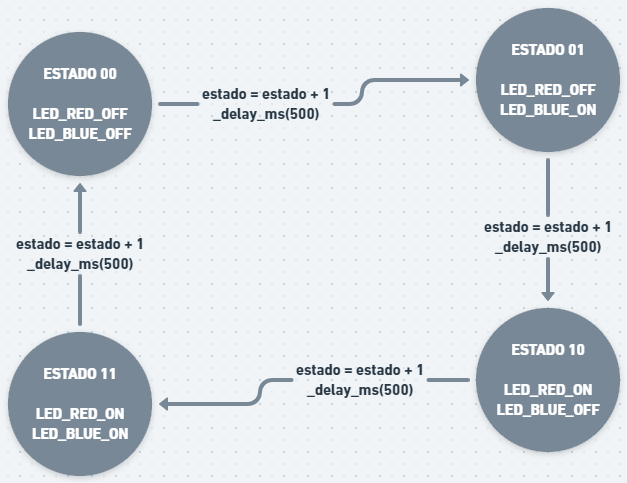 ESTADO 00
LED_RED_OFF
LED_BLUE_OFF
estado = estado + 1
_delay_ms(500)
ESTADO 01
LED_RED_OFF
LED_BLUE_ON
estado = estado + 1
_delay_ms(500)
ESTADO 10
LED_RED_ON
LED_BLUE_OFF
estado = estado + 1
_delay_ms(500)
ESTADO 11
LED_RED_ON
LED_BLUE_ON
estado = estado + 1
_delay_ms(500)